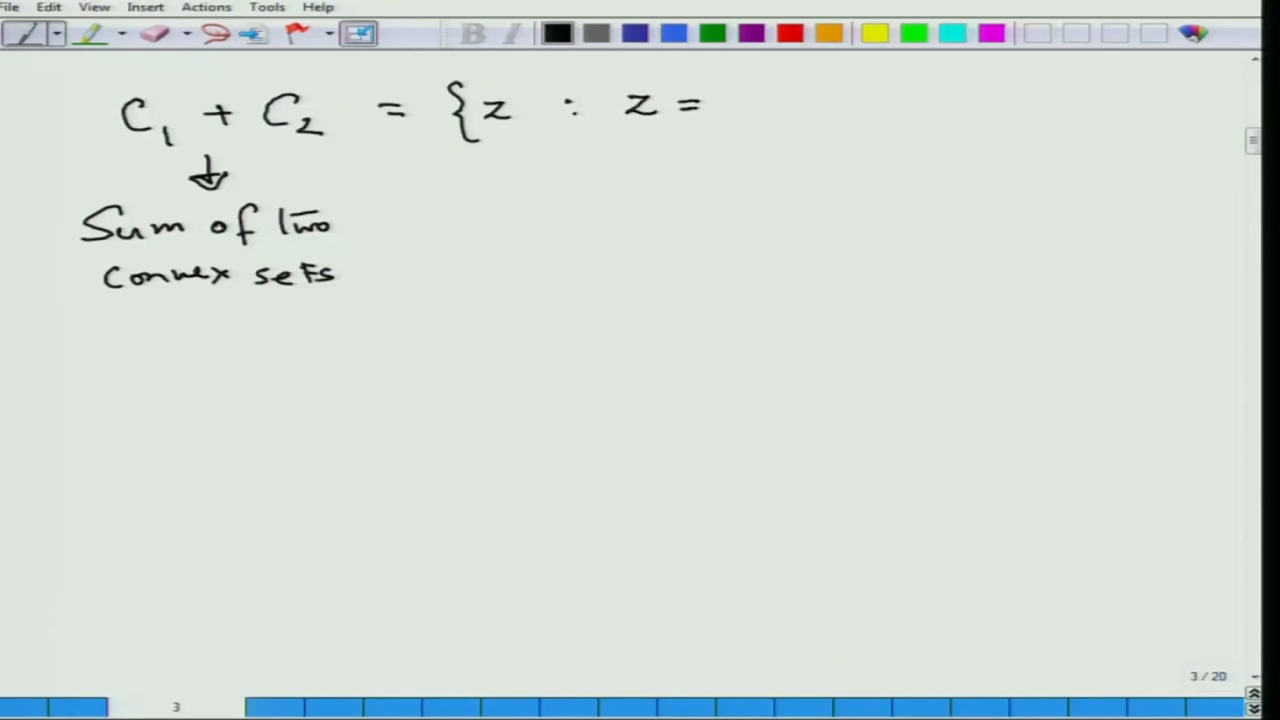 File Edit View Insert Actions Tools Help
B I
C₁ + C₂ = {z : z =
Sum of two
convex sets
3 / 20
3